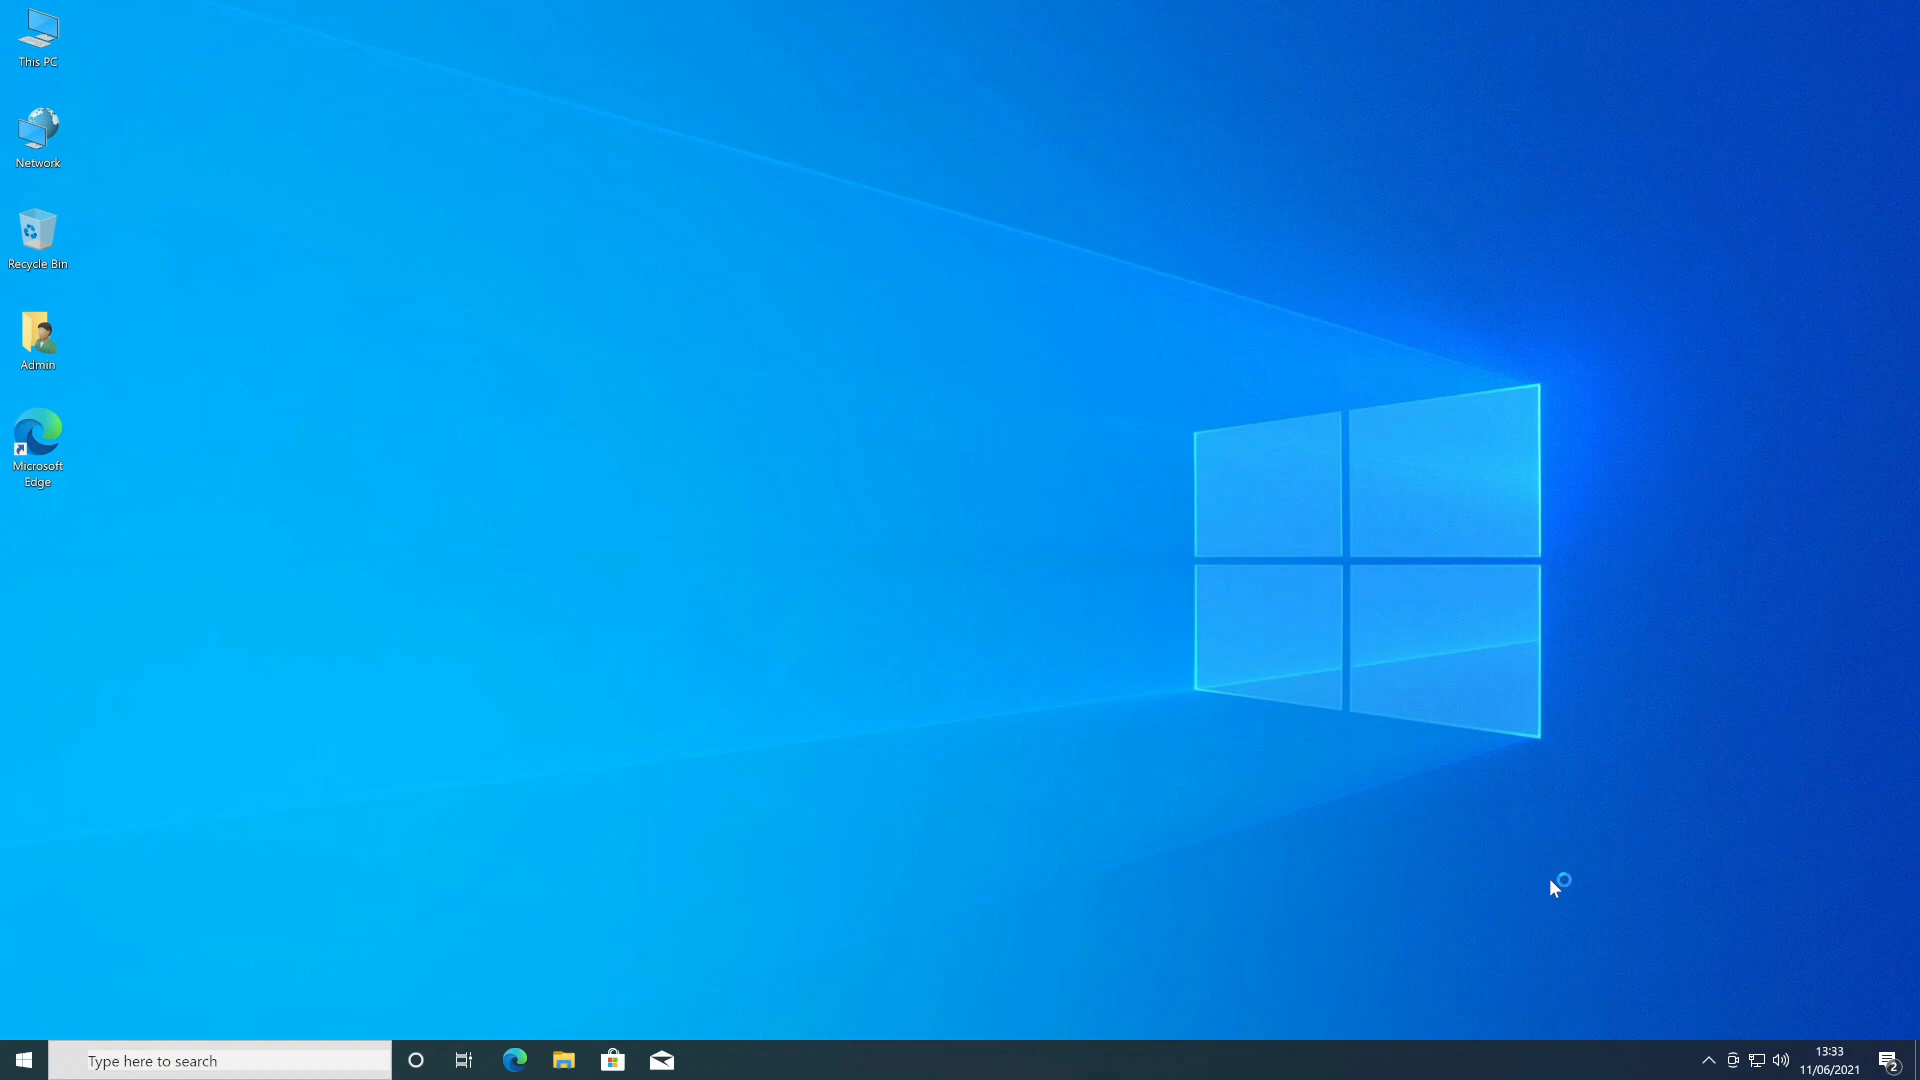 This PC
Network
Recycle Bin
Admin
Microsoft
Edge
Type here to search
13:33
11/06/2021
2